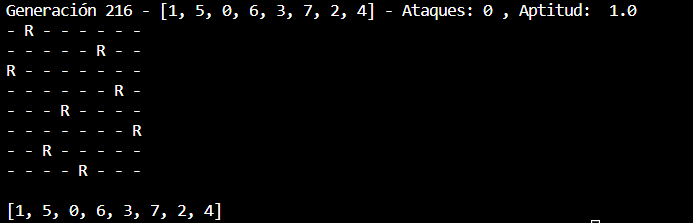 Generación 216 - [1, 5, 0, 6, 3, 7, 2, 4] - Ataques: 0 , Aptitud:  1.0
- R - - - - - -
- - - - - R - -
R - - - - - - -
- - - - - - R -
- - - R - - - -
- - - - - - - R
- - R - - - - -
- - - - R - - -
[1, 5, 0, 6, 3, 7, 2, 4]